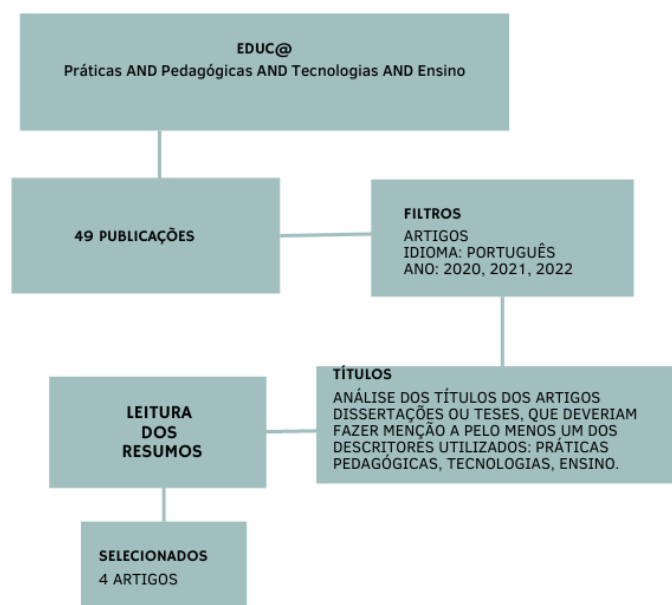 EDUC@
Práticas AND Pedagógicas AND Tecnologias AND Ensino
49 PUBLICAÇÕES
FILTROS
ARTIGOS
IDIOMA: PORTUGUÊS
ANO: 2020, 2021, 2022
TÍTULOS
ANÁLISE DOS TÍTULOS DOS ARTIGOS
DISSERTAÇÕES OU TESES, QUE DEVERIAM
FAZER MENÇÃO A PELO MENOS UM DOS
DESCRITORES UTILIZADOS: PRÁTICAS
PEDAGÓGICAS, TECNOLOGIAS, ENSINO.
LEITURA
DOS
RESUMOS
SELECIONADOS
4 ARTIGOS